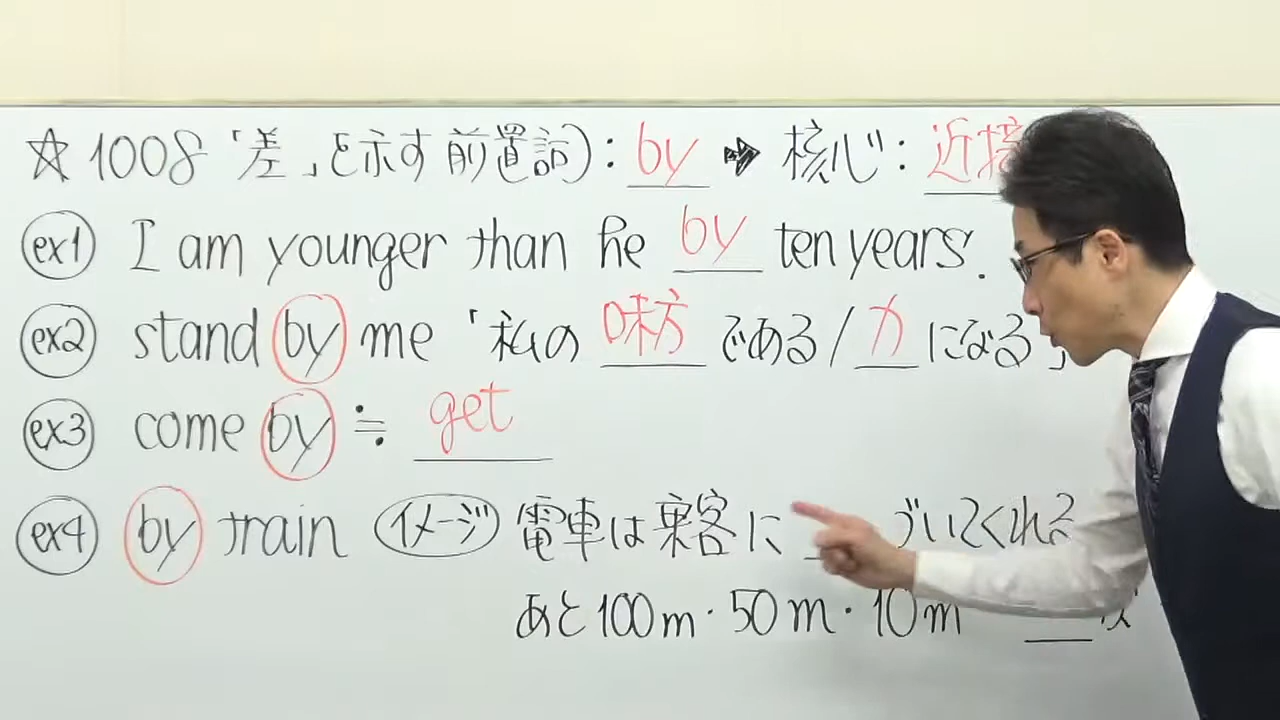 ☆1008「差」を示す前置詞): by ➡ 核心: 近接
ex1 I am younger than he by ten years.
ex2 stand by me 「私の味方である/力になる」
ex3 come by ≒ get
ex4 by train イメージ 電車は乗客に づいてくれる
あと100m・50m・10m